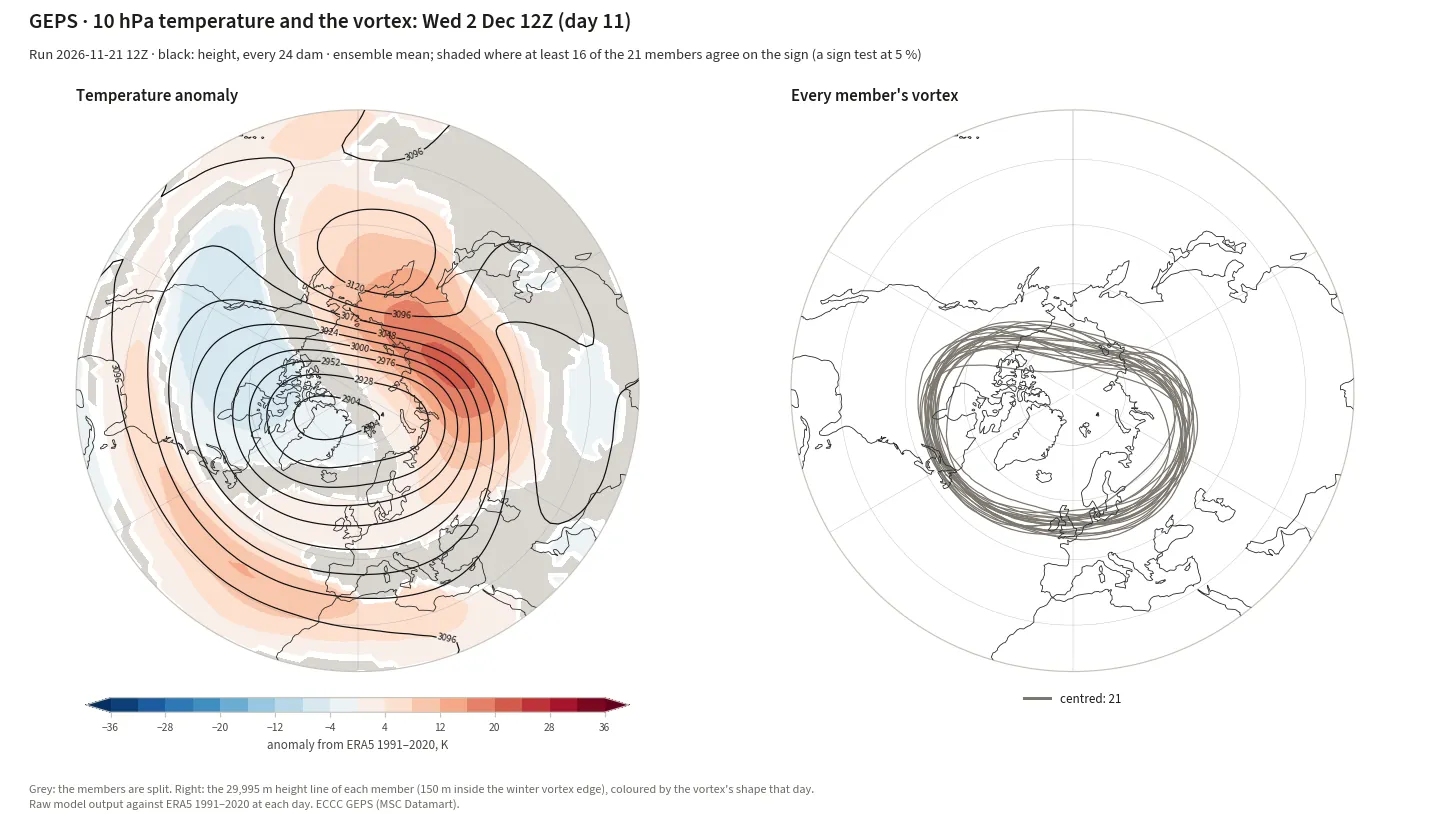 GEPS · 10 hPa temperature and the vortex: Wed 2 Dec 12Z (day 11)
Run 2026-11-21 12Z · black: height, every 24 dam · ensemble mean; shaded where at least 16 of the 21 members agree on the sign (a sign test at 5 %)
Temperature anomaly
Every member's vortex
3096
3120
3072
3096
3024
3048
3000
2952
2976
3096
2928
2904
3096
−36
−28
−20
−12
−4
4
12
20
28
36
anomaly from ERA5 1991–2020, K
centred: 21
Grey: the members are split. Right: the 29,995 m height line of each member (150 m inside the winter vortex edge), coloured by the vortex's shape that day.
Raw model output against ERA5 1991–2020 at each day. ECCC GEPS (MSC Datamart).